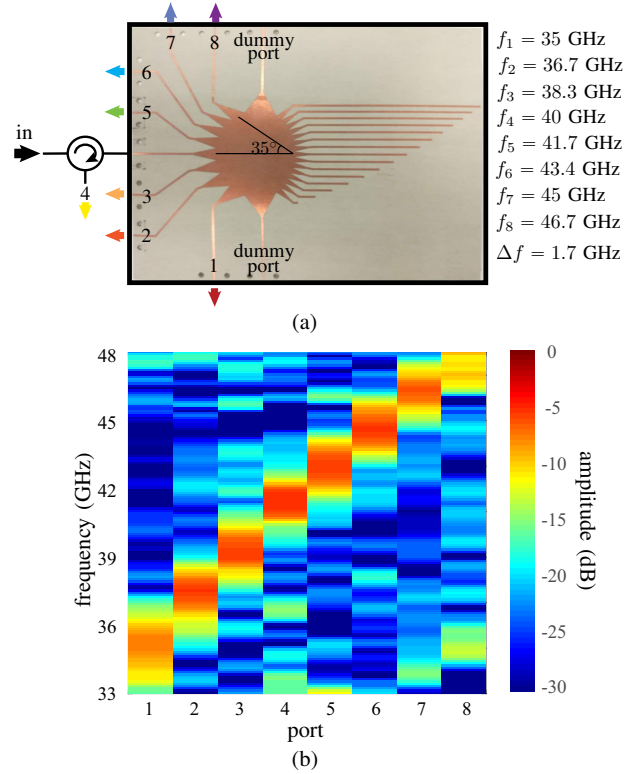 7
8
dummy
port
6
5
in
35°
7
4
3
2
1
dummy
port
f₁ = 35 GHz
f₂ = 36.7 GHz
f₃ = 38.3 GHz
f₄ = 40 GHz
f₅ = 41.7 GHz
f₆ = 43.4 GHz
f₇ = 45 GHz
f₈ = 46.7 GHz
Δf = 1.7 GHz
(a)
frequency (GHz)
48
45
42
39
36
33
1 2 3 4 5 6 7 8
port
0
-5
-10
-15
-20
-25
-30
amplitude (dB)
(b)